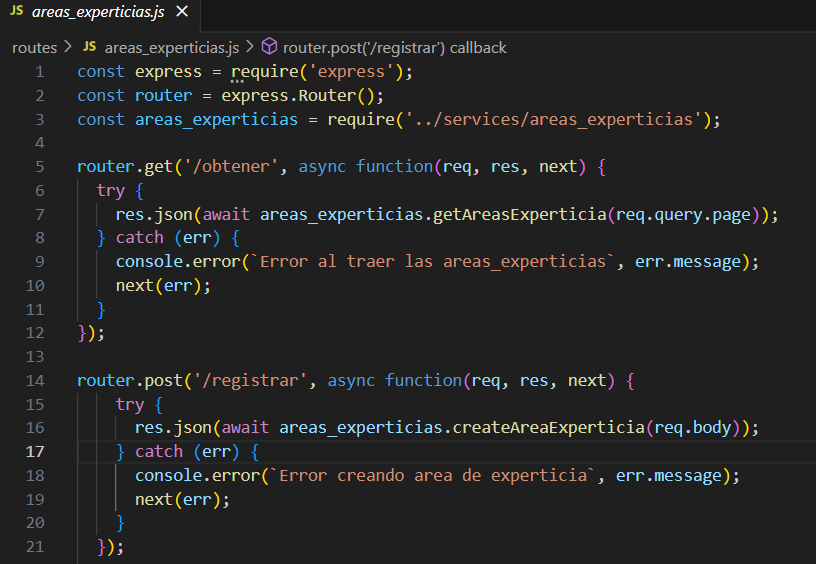 JS areas_experticias.js ×
routes > JS areas_experticias.js > router.post('/registrar') callback
1 const express = require('express');
2 const router = express.Router();
3 const areas_experticias = require('../services/areas_experticias');
4
5 router.get('/obtener', async function(req, res, next) {
6   try {
7     res.json(await areas_experticias.getAreasExperticia(req.query.page));
8   } catch (err) {
9     console.error(`Error al traer las areas_experticias`, err.message);
10     next(err);
11   }
12 });
13
14 router.post('/registrar', async function(req, res, next) {
15     try {
16       res.json(await areas_experticias.createAreaExperticia(req.body));
17     } catch (err) {
18       console.error(`Error creando area de experticia`, err.message);
19       next(err);
20     }
21   });